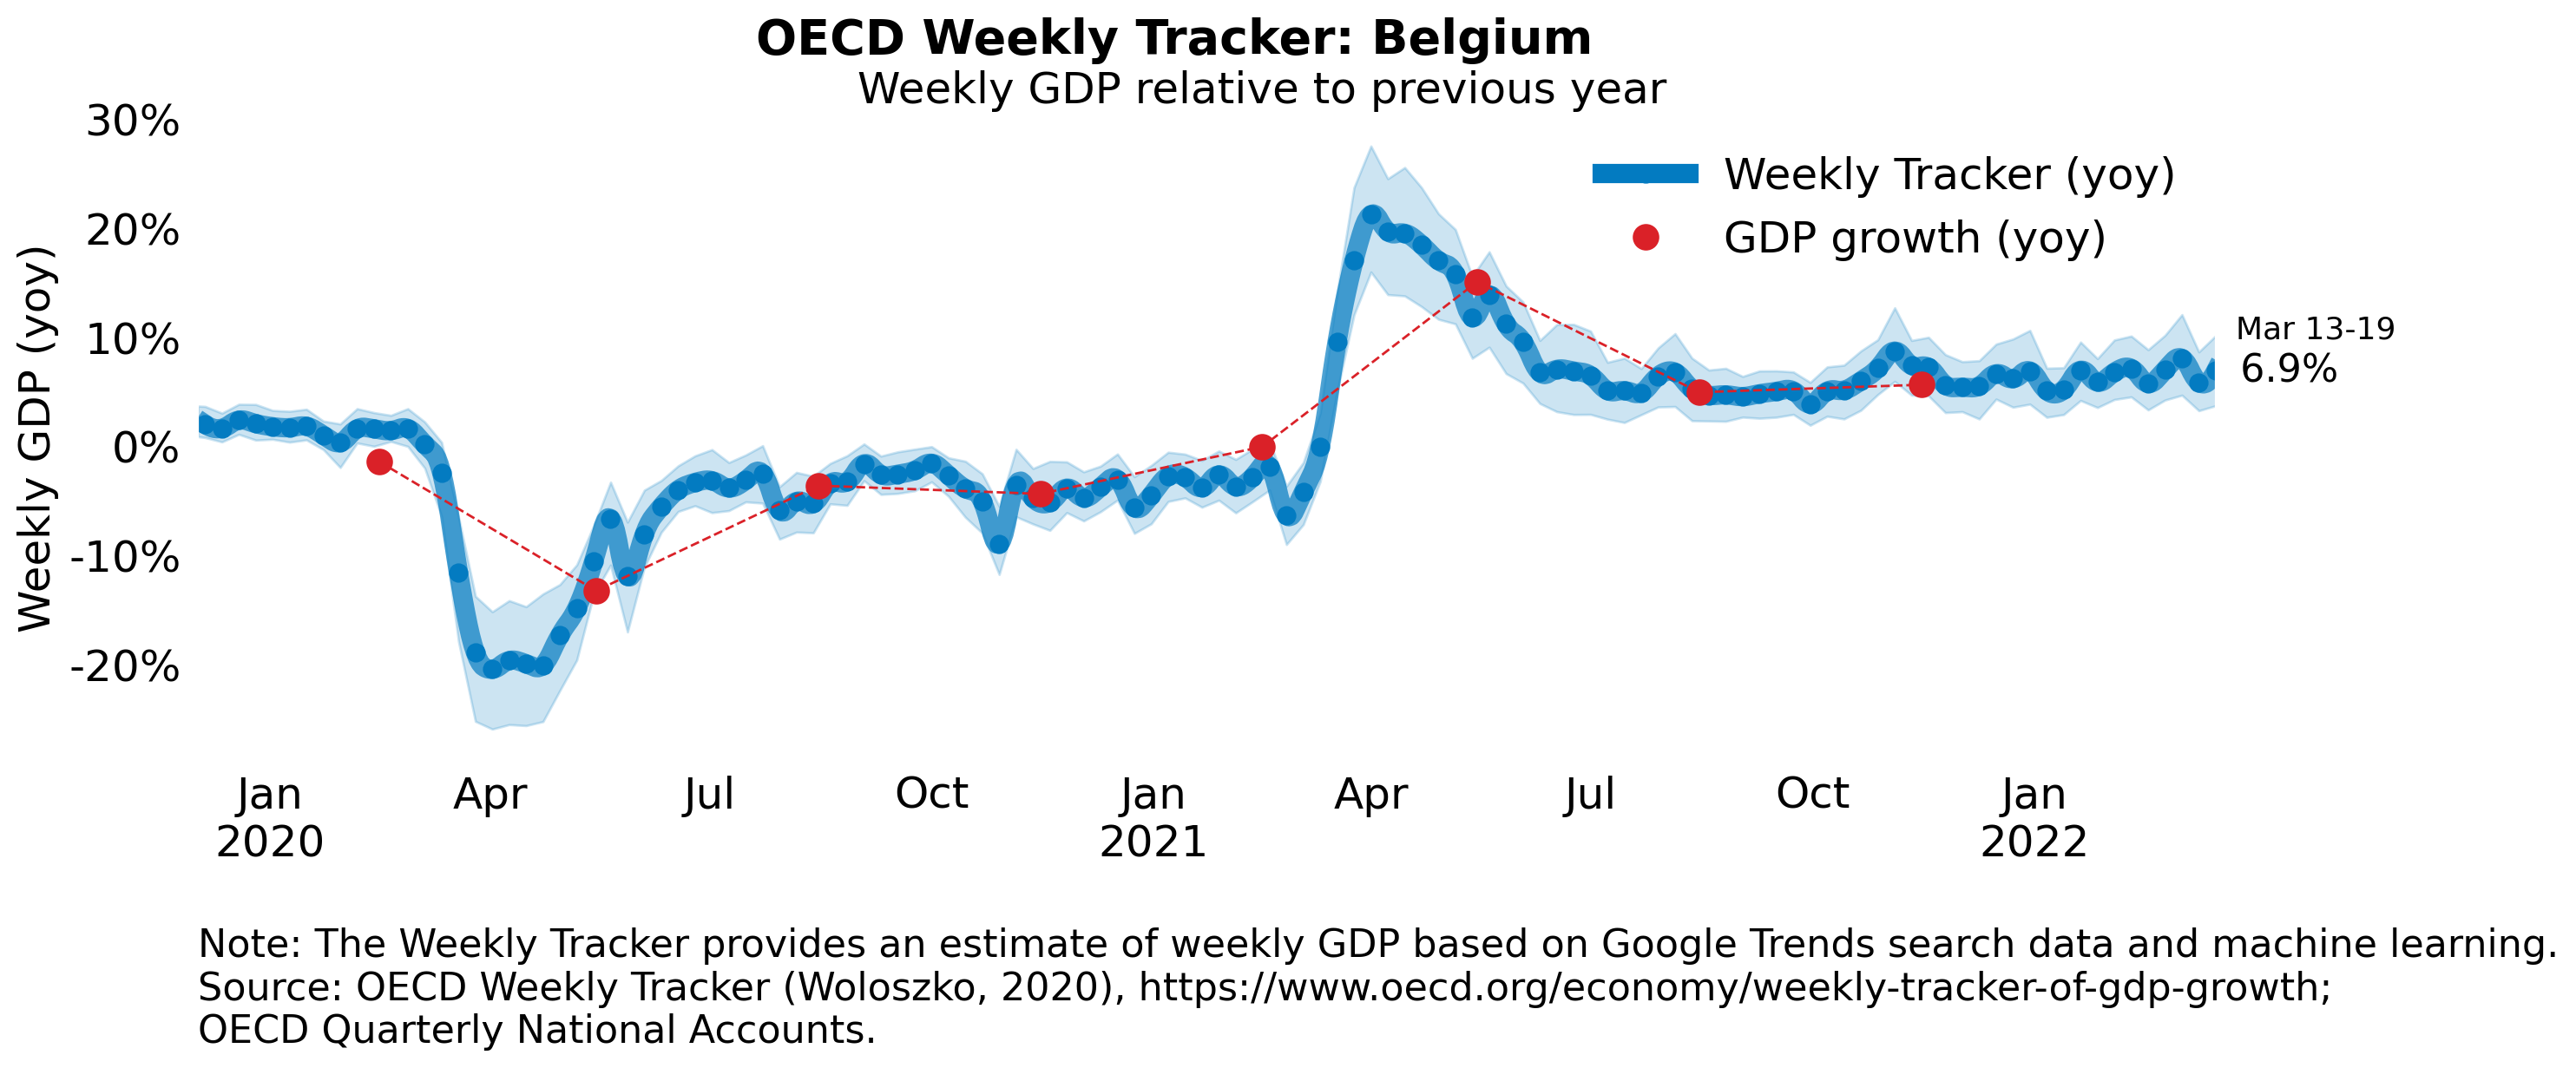 OECD Weekly Tracker: Belgium
Weekly GDP relative to previous year
Weekly GDP (yoy)
30%
20%
10%
0%
-10%
-20%
Weekly Tracker (yoy)
GDP growth (yoy)
Mar 13-19
6.9%
Jan Apr Jul Oct Jan Apr Jul Oct Jan
2020 2021 2022
Note: The Weekly Tracker provides an estimate of weekly GDP based on Google Trends search data and machine learning.
Source: OECD Weekly Tracker (Woloszko, 2020), https://www.oecd.org/economy/weekly-tracker-of-gdp-growth;
OECD Quarterly National Accounts.